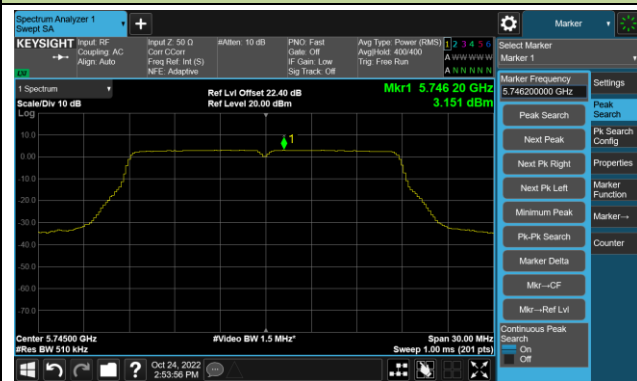 Spectrum Analyzer 1
Swept SA
+
Marker
KEYSIGHT
Input: RF
Coupling: AC
Align: Auto
Input Z: 50 Ω
Corr CCorr
Freq Ref: Int (S)
NFE: Adaptive
#Atten: 10 dB
PNO: Fast
Gate: Off
IF Gain: Low
Sig Track: Off
Avg Type: Power (RMS)
Avg|Hold: 400/400
Trig: Free Run
1 2 3 4 5 6
A W W W W W
A N N N N N
Select Marker
Marker 1
1 Spectrum
Scale/Div 10 dB
Log
Ref Lvl Offset 22.40 dB
Ref Level 20.00 dBm
Mkr1 5.746 20 GHz
3.151 dBm
10.0
0.00
-10.0
-20.0
-30.0
-40.0
-50.0
-60.0
-70.0
1
Center 5.74500 GHz
#Res BW 510 kHz
#Video BW 1.5 MHz*
Span 30.00 MHz
Sweep 1.00 ms (201 pts)
Marker Frequency
5.746200000 GHz
Peak Search
Next Peak
Next Pk Right
Next Pk Left
Minimum Peak
Pk-Pk Search
Marker Delta
Mkr→CF
Mkr→Ref Lvl
Continuous Peak
Search
On
Off
Settings
Peak
Search
Pk Search
Config
Properties
Marker
Function
Marker→
Counter
?
Oct 24, 2022
2:53:56 PM